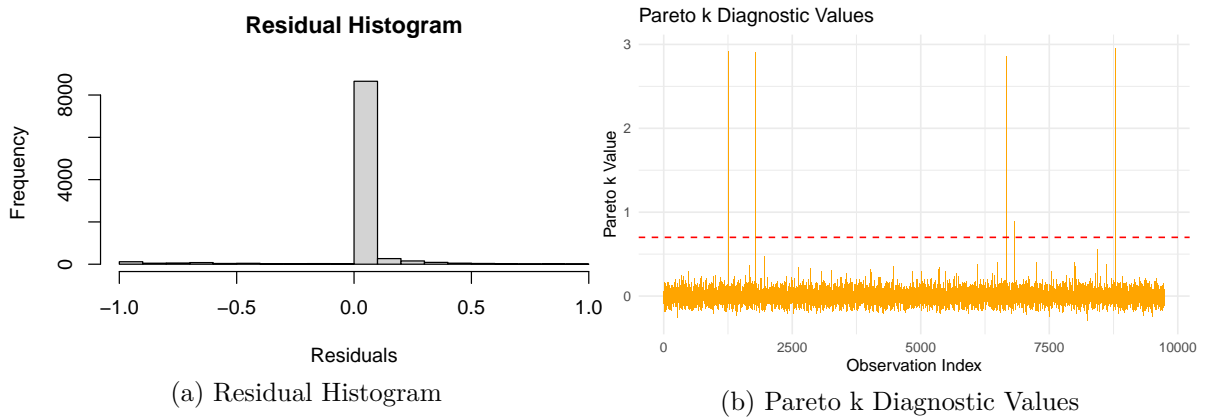 Residual Histogram
Frequency
8000
4000
0
−1.0 −0.5 0.0 0.5 1.0
Residuals
(a) Residual Histogram
Pareto k Diagnostic Values
Pareto k Value
3
2
1
0
0 2500 5000 7500 10000
Observation Index
(b) Pareto k Diagnostic Values